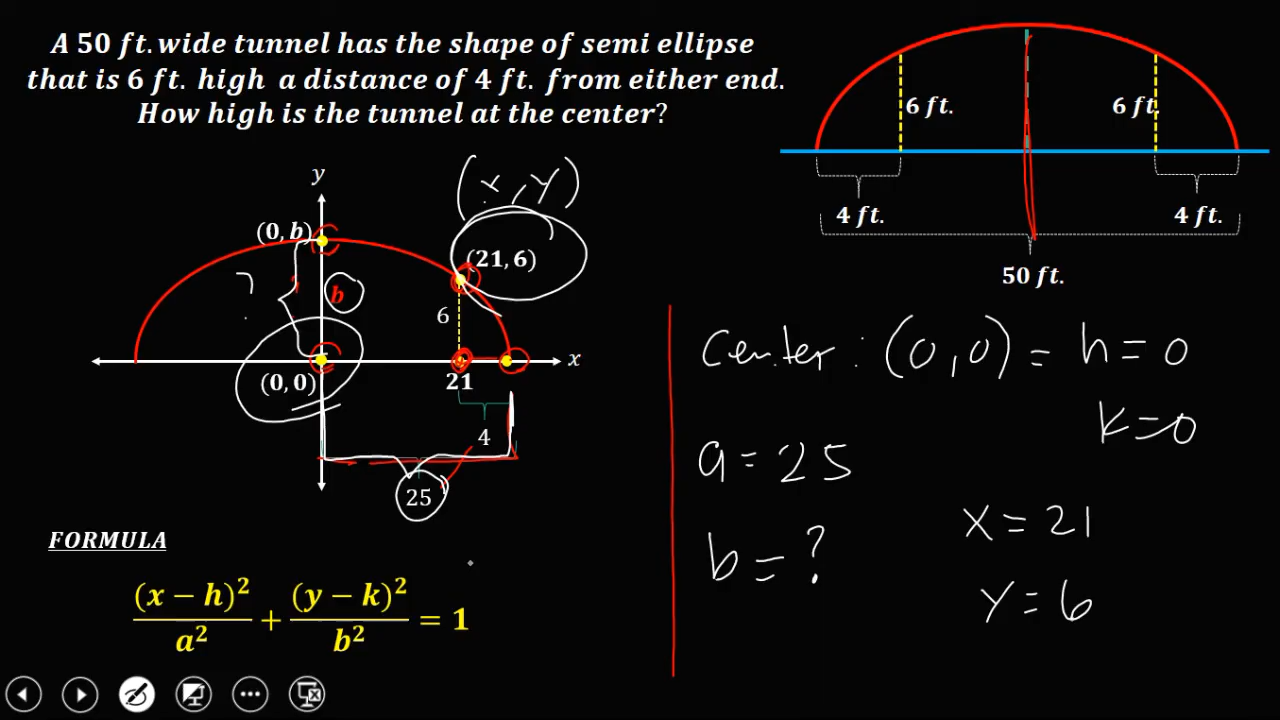 A 50 ft. wide tunnel has the shape of semi ellipse
that is 6 ft. high a distance of 4 ft. from either end.
How high is the tunnel at the center?
6 ft. 6 ft.
4 ft. 4 ft.
50 ft.
y
(x, y)
(0, b)
(21, 6)
?
b
6
x
(0, 0)
21
4
25
Center: (0, 0) = h = 0
k = 0
a = 25
x = 21
b = ?
y = 6
FORMULA
(x − h)²/a² + (y − k)²/b² = 1